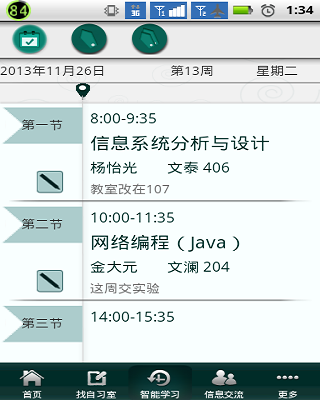 84 3G 1 2 1:34
2013年11月26日 第13周 星期二
第一节
8:00-9:35
信息系统分析与设计
杨怡光 文泰 406
教室改在107
第二节
10:00-11:35
网络编程（Java）
金大元 文澜 204
这周交实验
第三节
14:00-15:35
首页 找自习室 智能学习 信息交流 更多